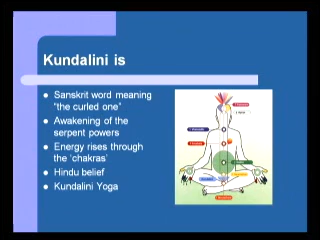 Kundalini is
Sanskrit word meaning
"the curled one"
Awakening of the
serpent powers
Energy rises through
the 'chakras'
Hindu belief
Kundalini Yoga